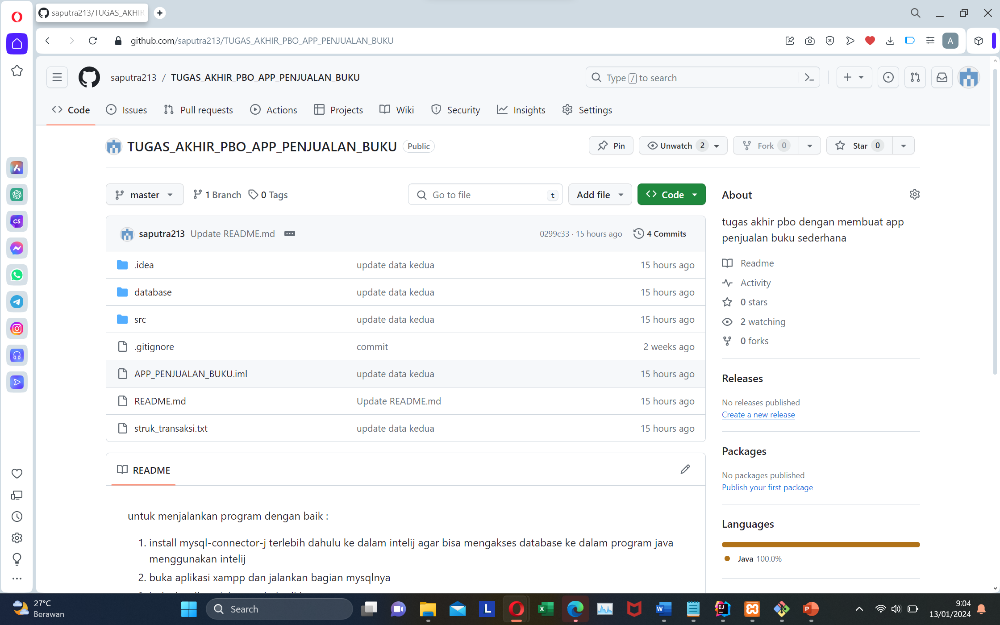 saputra213/TUGAS_AKHIR
github.com/saputra213/TUGAS_AKHIR_PBO_APP_PENJUALAN_BUKU
A
saputra213 / TUGAS_AKHIR_PBO_APP_PENJUALAN_BUKU
Type / to search
Code Issues Pull requests Actions Projects Wiki Security Insights Settings
TUGAS_AKHIR_PBO_APP_PENJUALAN_BUKU Public
Pin Unwatch 2 Fork 0 Star 0
master 1 Branch 0 Tags Go to file t Add file Code
saputra213 Update README.md 0299c33 · 15 hours ago 4 Commits
.idea update data kedua 15 hours ago
database update data kedua 15 hours ago
src update data kedua 15 hours ago
.gitignore commit 2 weeks ago
APP_PENJUALAN_BUKU.iml update data kedua 15 hours ago
README.md Update README.md 15 hours ago
struk_transaksi.txt update data kedua 15 hours ago
README
untuk menjalankan program dengan baik :
1. install mysql-connector-j terlebih dahulu ke dalam intelij agar bisa mengakses database ke dalam program java
menggunakan intelij
2. buka aplikasi xampp dan jalankan bagian mysqlnya
About
tugas akhir pbo dengan membuat app
penjualan buku sederhana
Readme
Activity
0 stars
2 watching
0 forks
Releases
No releases published
Create a new release
Packages
No packages published
Publish your first package
Languages
Java 100.0%
CS
27°C
Berawan
Search
L
X
W
IJ
P
9:04
13/01/2024